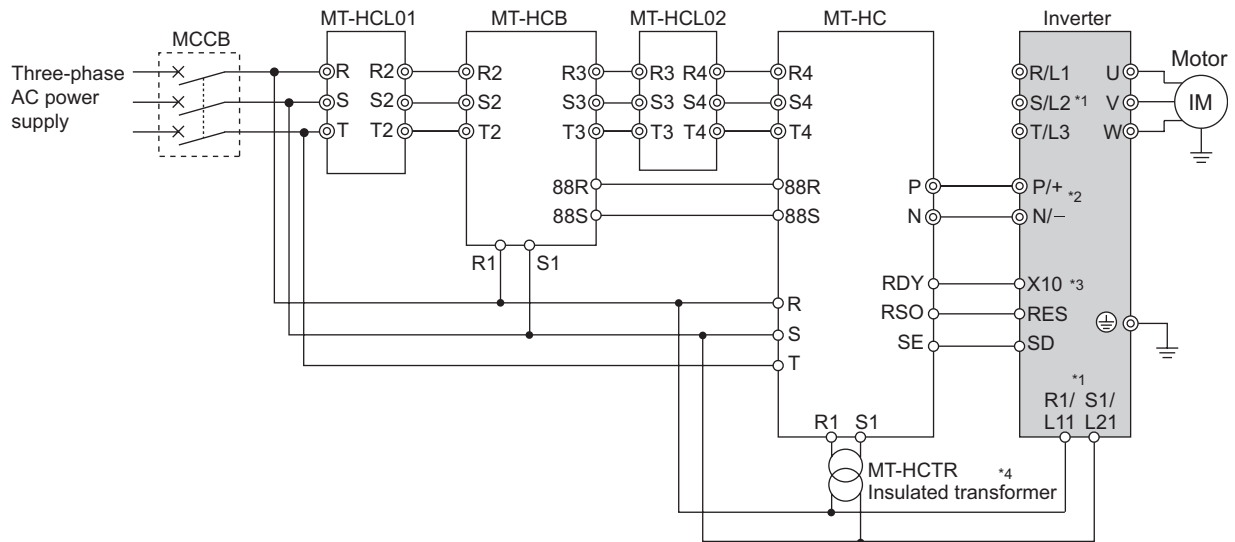 MT-HCL01 MT-HCB MT-HCL02 MT-HC Inverter
MCCB
Motor
Three-phase
AC power
supply
R R2 R2 R3 R3 R4 R4 R/L1 U
S S2 S2 S3 S3 S4 S4 S/L2 *1 V IM
T T2 T2 T3 T3 T4 T4 T/L3 W
88R 88R P P/+ *2
88S 88S N N/−
R1 S1
RDY X10 *3
R
RSO RES
S
SE SD
T
*1
R1/ S1/
L11 L21
R1 S1
MT-HCTR *4
Insulated transformer